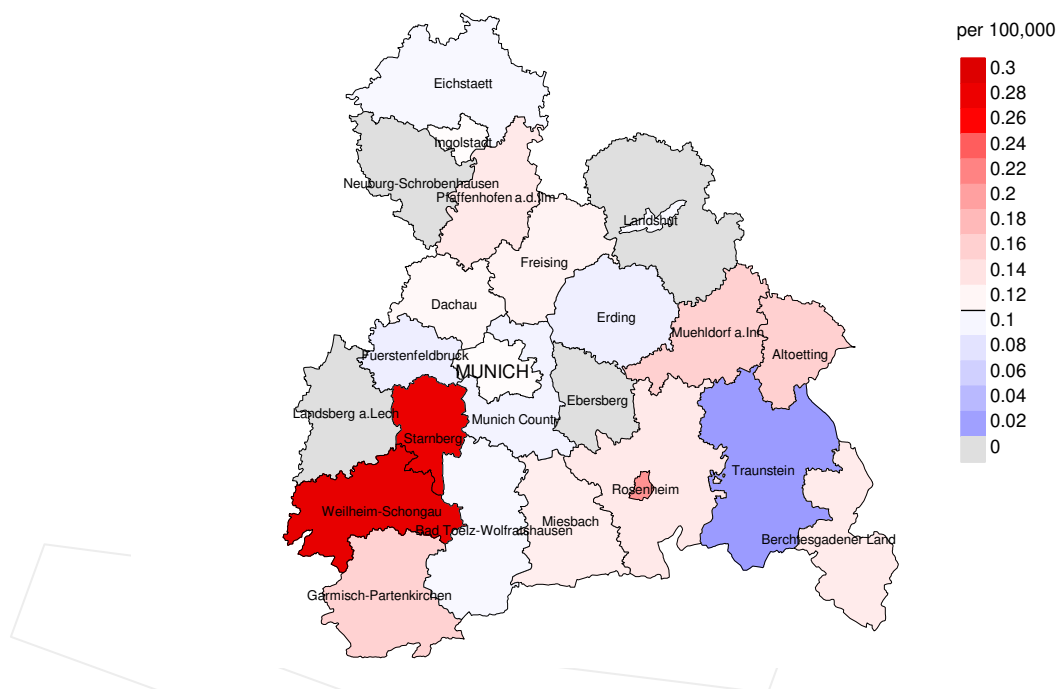 per 100,000
0.3
0.28
0.26
0.24
0.22
0.2
0.18
0.16
0.14
0.12
0.1
0.08
0.06
0.04
0.02
0
Eichstaett
Ingolstadt
Neuburg-Schrobenhausen
Pfaffenhofen a.d.Ilm
Landshut
Freising
Dachau
Erding
Muehldorf a.Inn
Fuerstenfeldbruck
Altoetting
MUNICH
Ebersberg
Landsberg a.Lech
Munich County
Starnberg
Traunstein
Rosenheim
Weilheim-Schongau
Miesbach
Bad Toelz-Wolfratshausen
Berchtesgadener Land
Garmisch-Partenkirchen